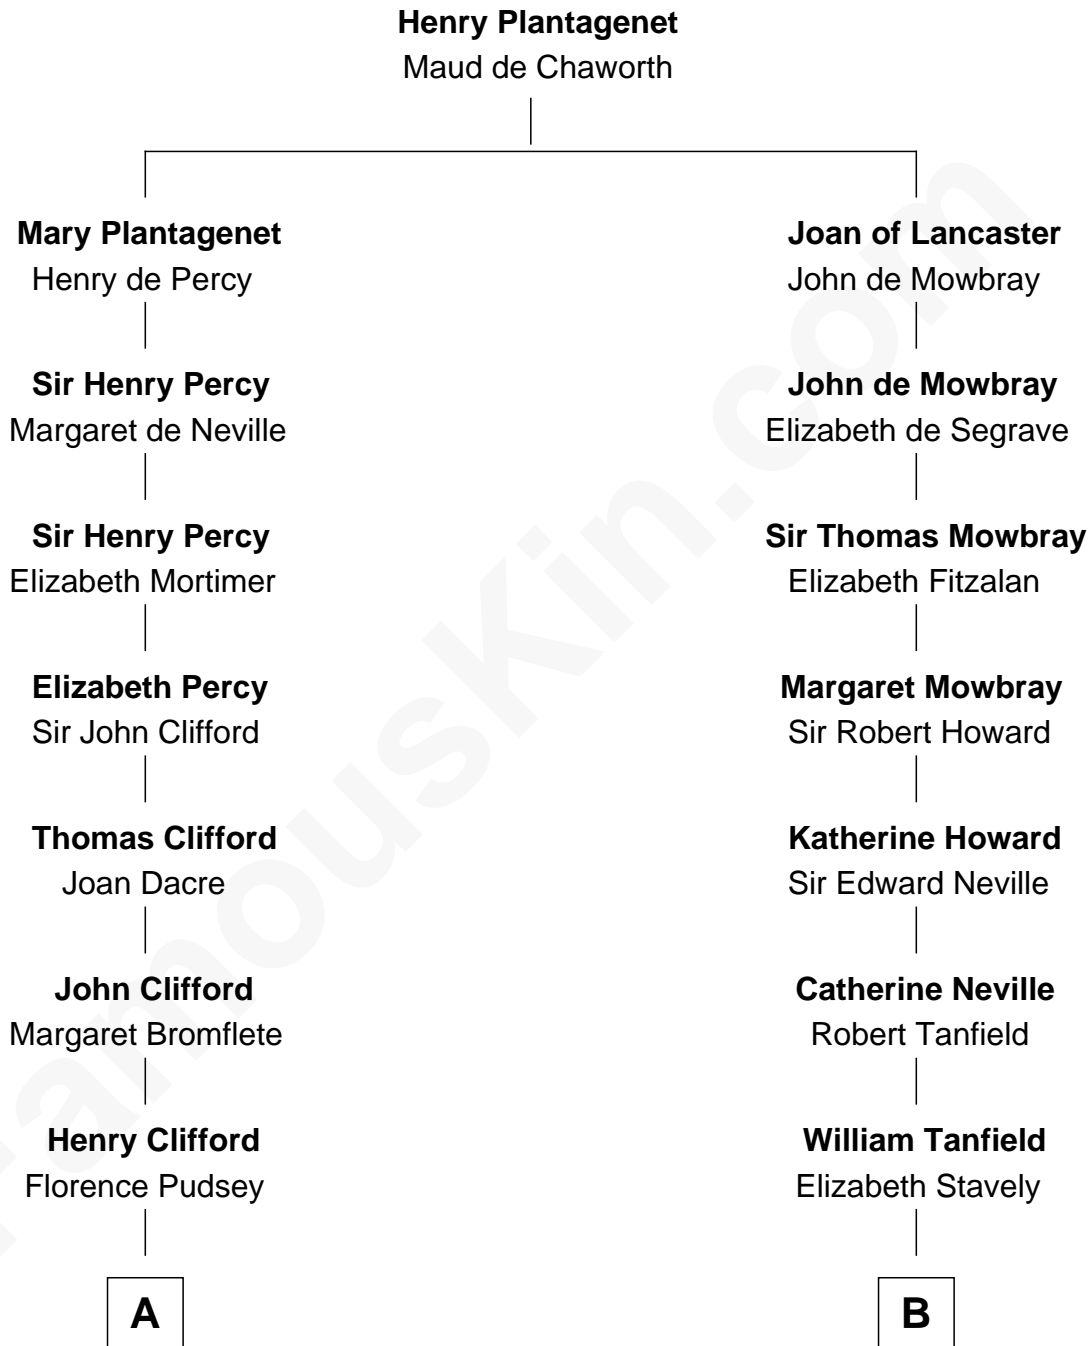 Henry Plantagenet
Maud de Chaworth
Mary Plantagenet
Henry de Percy
Joan of Lancaster
John de Mowbray
Sir Henry Percy
Margaret de Neville
John de Mowbray
Elizabeth de Segrave
Sir Henry Percy
Elizabeth Mortimer
Sir Thomas Mowbray
Elizabeth Fitzalan
Elizabeth Percy
Sir John Clifford
Margaret Mowbray
Sir Robert Howard
Thomas Clifford
Joan Dacre
Katherine Howard
Sir Edward Neville
John Clifford
Margaret Bromflete
Catherine Neville
Robert Tanfield
Henry Clifford
Florence Pudsey
William Tanfield
Elizabeth Stavely
A
B
FamousKin.com